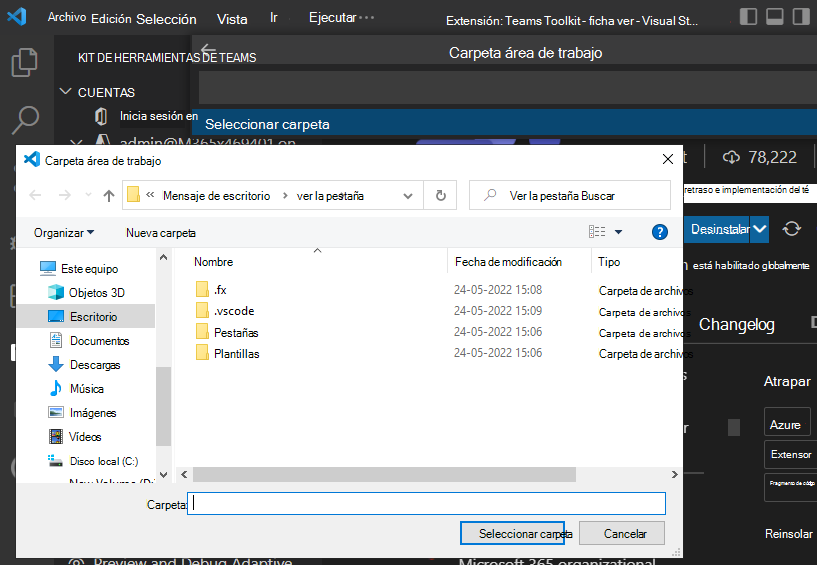 Archivo Edición Selección Vista Ir Ejecutar ···
Extensión: Teams Toolkit - ficha ver - Visual St...
KIT DE HERRAMIENTAS DE TEAMS
Carpeta área de trabajo
CUENTAS
Inicia sesión en
Seleccionar carpeta
admin@M365x469401.on
Carpeta área de trabajo
78,222
« Mensaje de escritorio > ver la pestaña
Ver la pestaña Buscar
retraso e implementación del té
Organizar
Nueva carpeta
Desinstalar
está habilitado globalmente
Este equipo
Objetos 3D
Escritorio
Documentos
Descargas
Música
Imágenes
Vídeos
Disco local (C:)
New Volume (D:
Nombre Fecha de modificación Tipo
.fx 24-05-2022 15:08 Carpeta de archivos
.vscode 24-05-2022 15:09 Carpeta de archivos
Pestañas 24-05-2022 15:06 Carpeta de archivos
Plantillas 24-05-2022 15:06 Carpeta de archivos
Changelog
Atrapar
Azure
Extensor
Fragmento de código
Reinsolar
Carpeta:
Seleccionar carpeta
Cancelar
Preview and Debug Adaptive
Microsoft 365 organizational